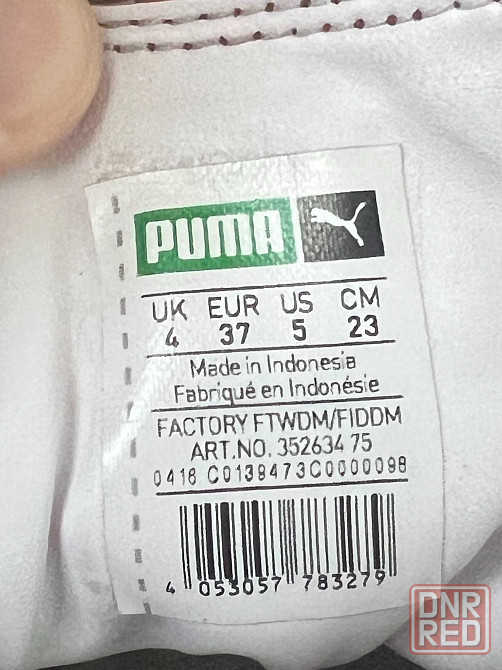 PUMA
UK EUR US CM
4 37 5 23
Made in Indonesia
Fabriqué en Indonésie
FACTORY FTWDM/FIDDM
ART.NO. 352634 75
0418 C0139473C0000098
4 053057 783279
DNR
RED